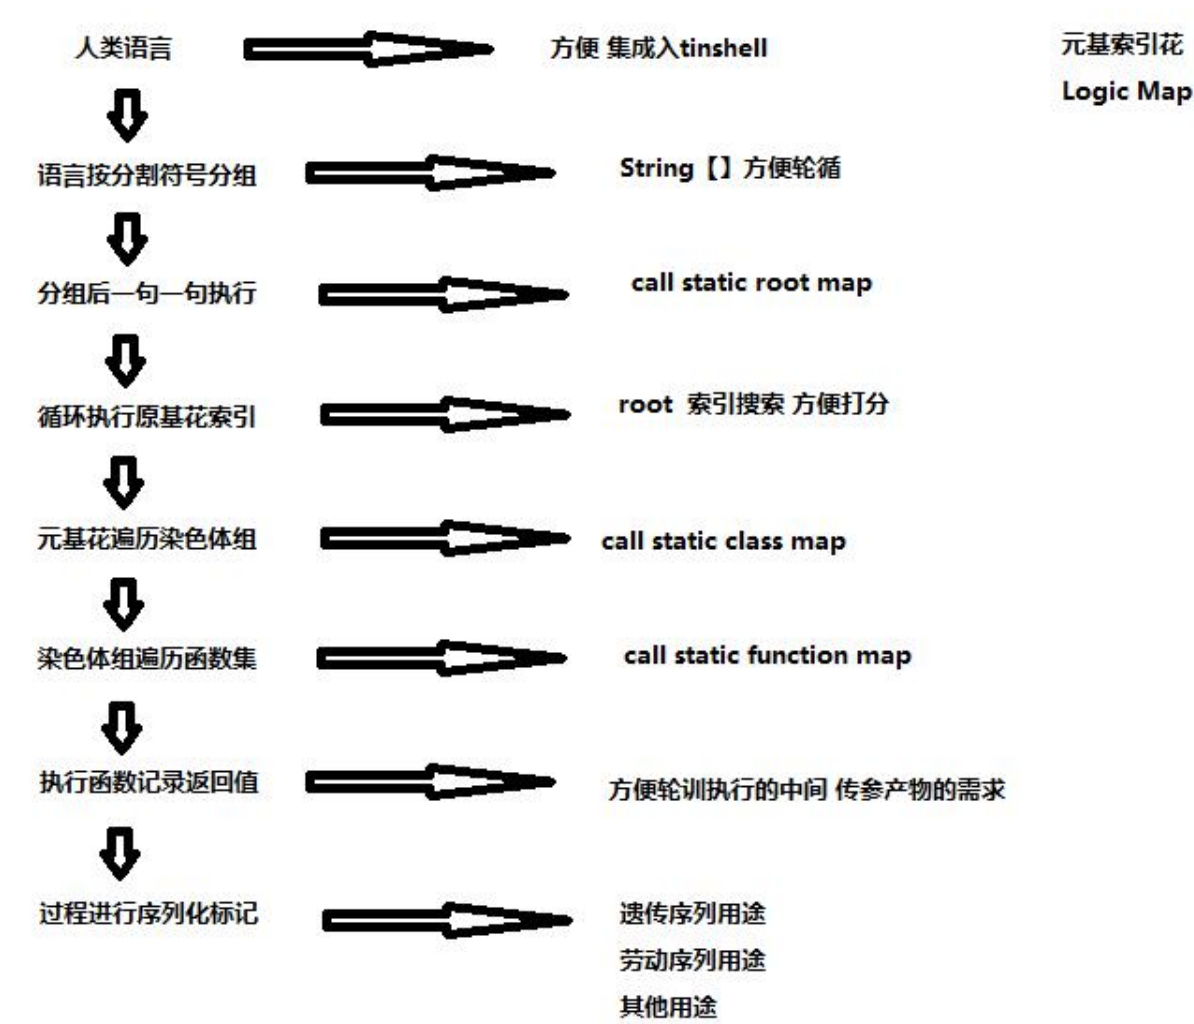 人类语言
方便 集成入tinshell
元基索引花
Logic Map
语言按分割符号分组
String【】方便轮循
分组后一句一句执行
call static root map
循环执行原基花索引
root 索引搜索 方便打分
元基花遍历染色体组
call static class map
染色体组遍历函数集
call static function map
执行函数记录返回值
方便轮训执行的中间 传参产物的需求
过程进行序列化标记
遗传序列用途
劳动序列用途
其他用途